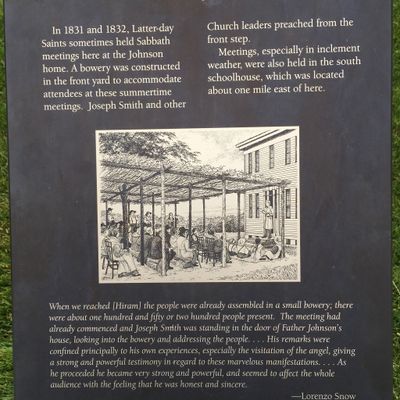 In 1831 and 1832, Latter-day
Saints sometimes held Sabbath
meetings here at the Johnson
home. A bowery was constructed
in the front yard to accommodate
attendees at these summertime
meetings. Joseph Smith and other
Church leaders preached from the
front step.
Meetings, especially in inclement
weather, were also held in the south
schoolhouse, which was located
about one mile east of here.
When we reached [Hiram] the people were already assembled in a small bowery; there
were about one hundred and fifty or two hundred people present. The meeting had
already commenced and Joseph Smith was standing in the door of Father Johnson's
house, looking into the bowery and addressing the people. . . . His remarks were
confined principally to his own experiences, especially the visitation of the angel, giving
a strong and powerful testimony in regard to these marvelous manifestations. . . . As
he proceeded he became very strong and powerful, and seemed to affect the whole
audience with the feeling that he was honest and sincere.
—Lorenzo Snow